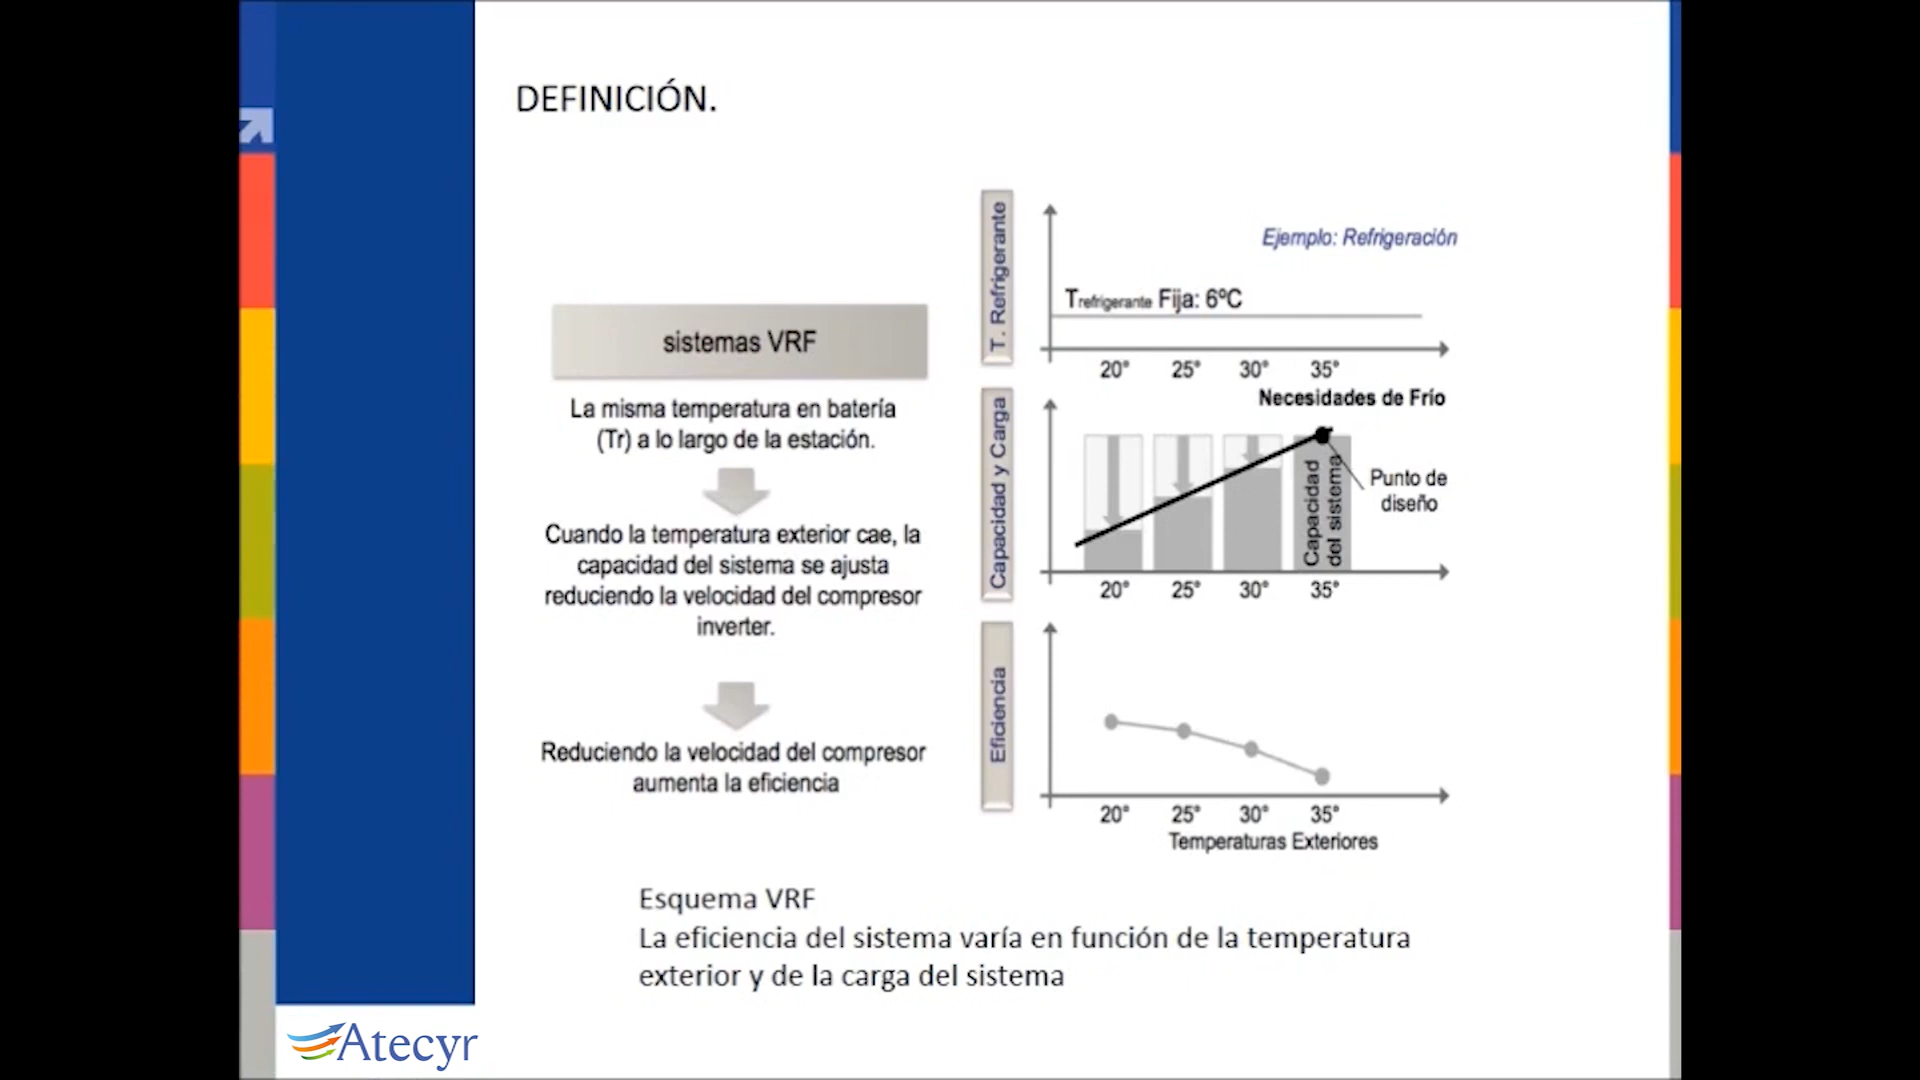 DEFINICIÓN.
sistemas VRF
La misma temperatura en batería
(Tr) a lo largo de la estación.
Cuando la temperatura exterior cae, la
capacidad del sistema se ajusta
reduciendo la velocidad del compresor
inverter.
Reduciendo la velocidad del compresor
aumenta la eficiencia
T. Refrigerante
Ejemplo: Refrigeración
Trefrigerante Fija: 6ºC
20° 25° 30° 35°
Capacidad y Carga
Necesidades de Frío
Capacidad
del sistema
Punto de
diseño
20° 25° 30° 35°
Eficiencia
20° 25° 30° 35°
Temperaturas Exteriores
Esquema VRF
La eficiencia del sistema varía en función de la temperatura
exterior y de la carga del sistema
Atecyr